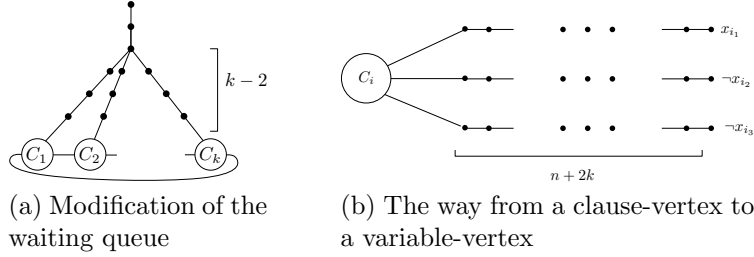 k − 2
C₁ C₂ Cₖ
(a) Modification of the
waiting queue
Cᵢ
xᵢ₁
¬xᵢ₂
¬xᵢ₃
n + 2k
(b) The way from a clause-vertex to
a variable-vertex